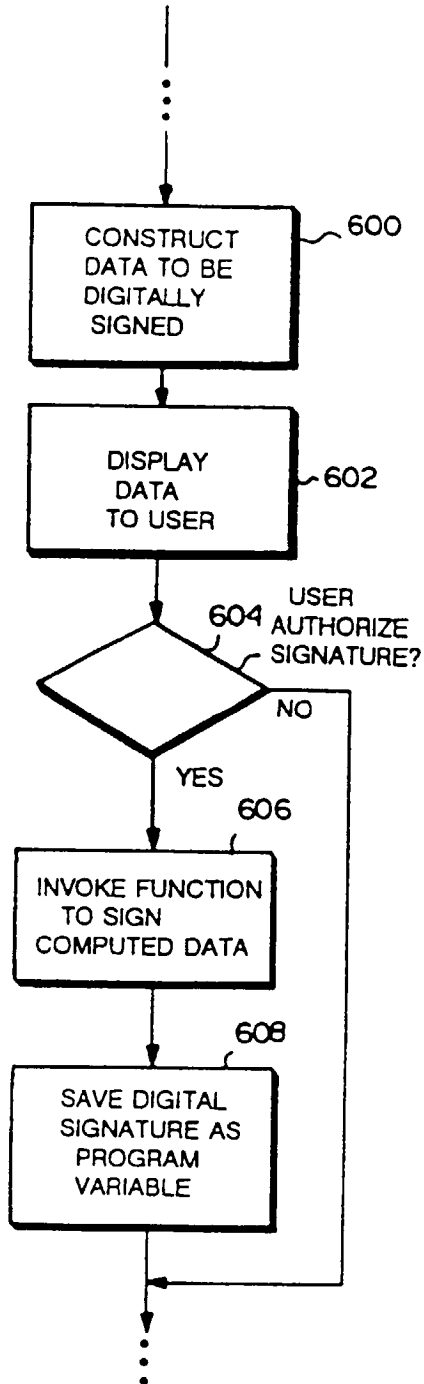 CONSTRUCT
DATA TO BE
DIGITALLY
SIGNED
600
DISPLAY
DATA
TO USER
602
604
USER
AUTHORIZE
SIGNATURE?
NO
YES
606
INVOKE FUNCTION
TO SIGN
COMPUTED DATA
608
SAVE DIGITAL
SIGNATURE AS
PROGRAM
VARIABLE